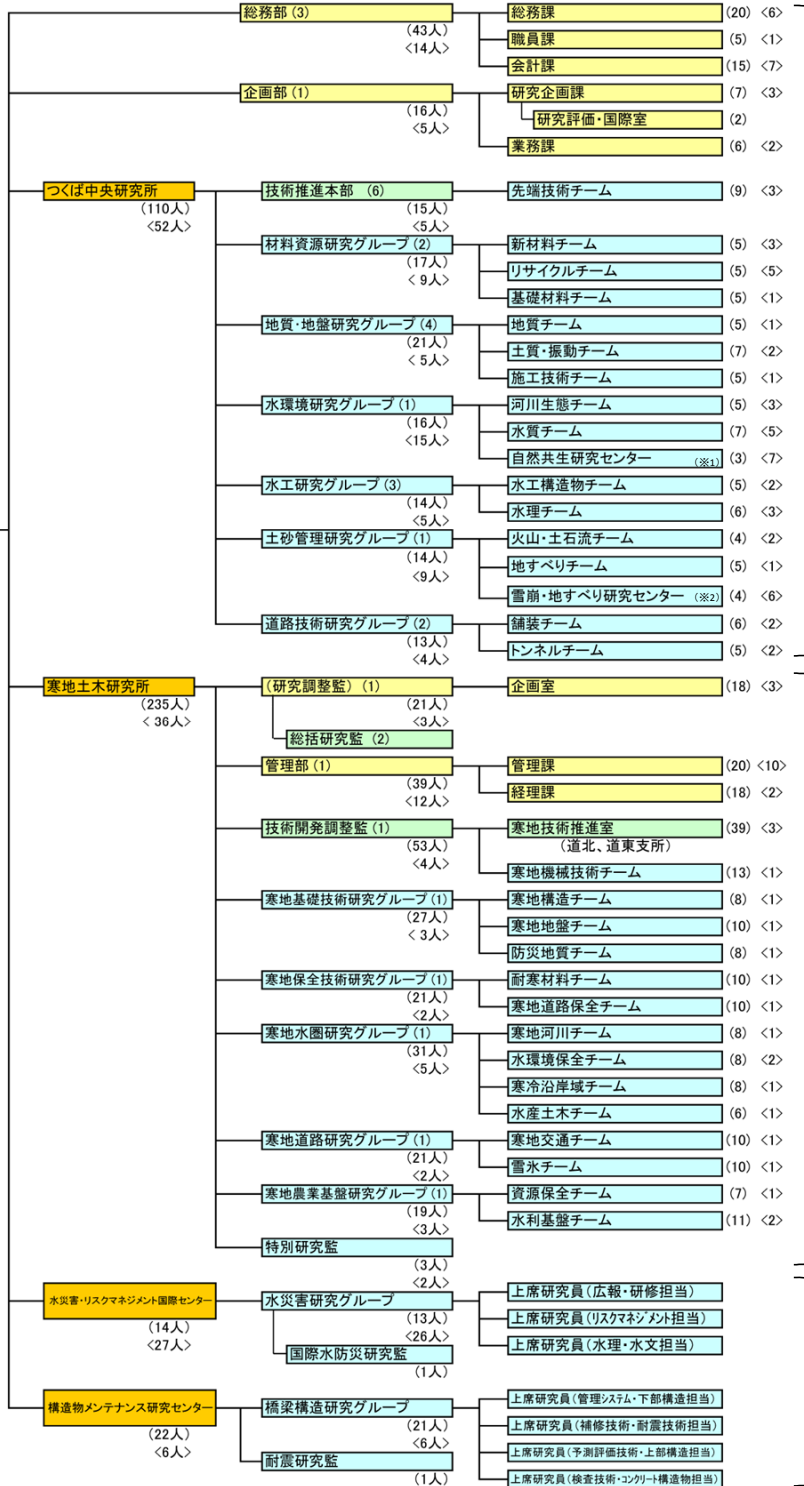 総務部(3)
(43人)
<14人>
総務課 (20) <6>
職員課 (5) <1>
会計課 (15) <7>
企画部(1)
(16人)
<5人>
研究企画課 (7) <3>
研究評価・国際室 (2)
業務課 (6) <2>
つくば中央研究所
(110人)
<52人>
技術推進本部 (6)
(15人)
<5人>
先端技術チーム (9) <3>
材料資源研究グループ(2)
(17人)
< 9人>
新材料チーム (5) <3>
リサイクルチーム (5) <5>
基礎材料チーム (5) <1>
地質・地盤研究グループ(4)
(21人)
< 5人>
地質チーム (5) <1>
土質・振動チーム (7) <2>
施工技術チーム (5) <1>
水環境研究グループ(1)
(16人)
<15人>
河川生態チーム (5) <3>
水質チーム (7) <5>
自然共生研究センター (※1) (3) <7>
水工研究グループ(3)
(14人)
<5人>
水工構造物チーム (5) <2>
水理チーム (6) <3>
土砂管理研究グループ(1)
(14人)
<9人>
火山・土石流チーム (4) <2>
地すべりチーム (5) <1>
雪崩・地すべり研究センター (※2) (4) <6>
道路技術研究グループ(2)
(13人)
<4人>
舗装チーム (6) <2>
トンネルチーム (5) <2>
寒地土木研究所
(235人)
< 36人>
(研究調整監) (1)
(21人)
<3人>
企画室 (18) <3>
総括研究監 (2)
管理部(1)
(39人)
<12人>
管理課 (20) <10>
経理課 (18) <2>
技術開発調整監(1)
(53人)
<4人>
寒地技術推進室 (39) <3>
(道北、道東支所)
寒地機械技術チーム (13) <1>
寒地基礎技術研究グループ(1)
(27人)
< 3人>
寒地構造チーム (8) <1>
寒地地盤チーム (10) <1>
防災地質チーム (8) <1>
寒地保全技術研究グループ(1)
(21人)
<2人>
耐寒材料チーム (10) <1>
寒地道路保全チーム (10) <1>
寒地水圏研究グループ(1)
(31人)
<5人>
寒地河川チーム (8) <1>
水環境保全チーム (8) <2>
寒冷沿岸域チーム (8) <1>
水産土木チーム (6) <1>
寒地道路研究グループ(1)
(21人)
<2人>
寒地交通チーム (10) <1>
雪氷チーム (10) <1>
寒地農業基盤研究グループ(1)
(19人)
<3人>
資源保全チーム (7) <1>
水利基盤チーム (11) <2>
特別研究監
(3人)
<2人>
水災害・リスクマネジメント国際センター
(14人)
<27人>
水災害研究グループ
(13人)
<26人>
上席研究員(広報・研修担当)
上席研究員(リスクマネジメント担当)
上席研究員(水理・水文担当)
国際水防災研究監
(1人)
構造物メンテナンス研究センター
(22人)
<6人>
橋梁構造研究グループ
(21人)
<6人>
上席研究員(管理システム・下部構造担当)
上席研究員(補修技術・耐震技術担当)
上席研究員(予測評価技術・上部構造担当)
上席研究員(検査技術・コンクリート構造物担当)
耐震研究監
(1人)